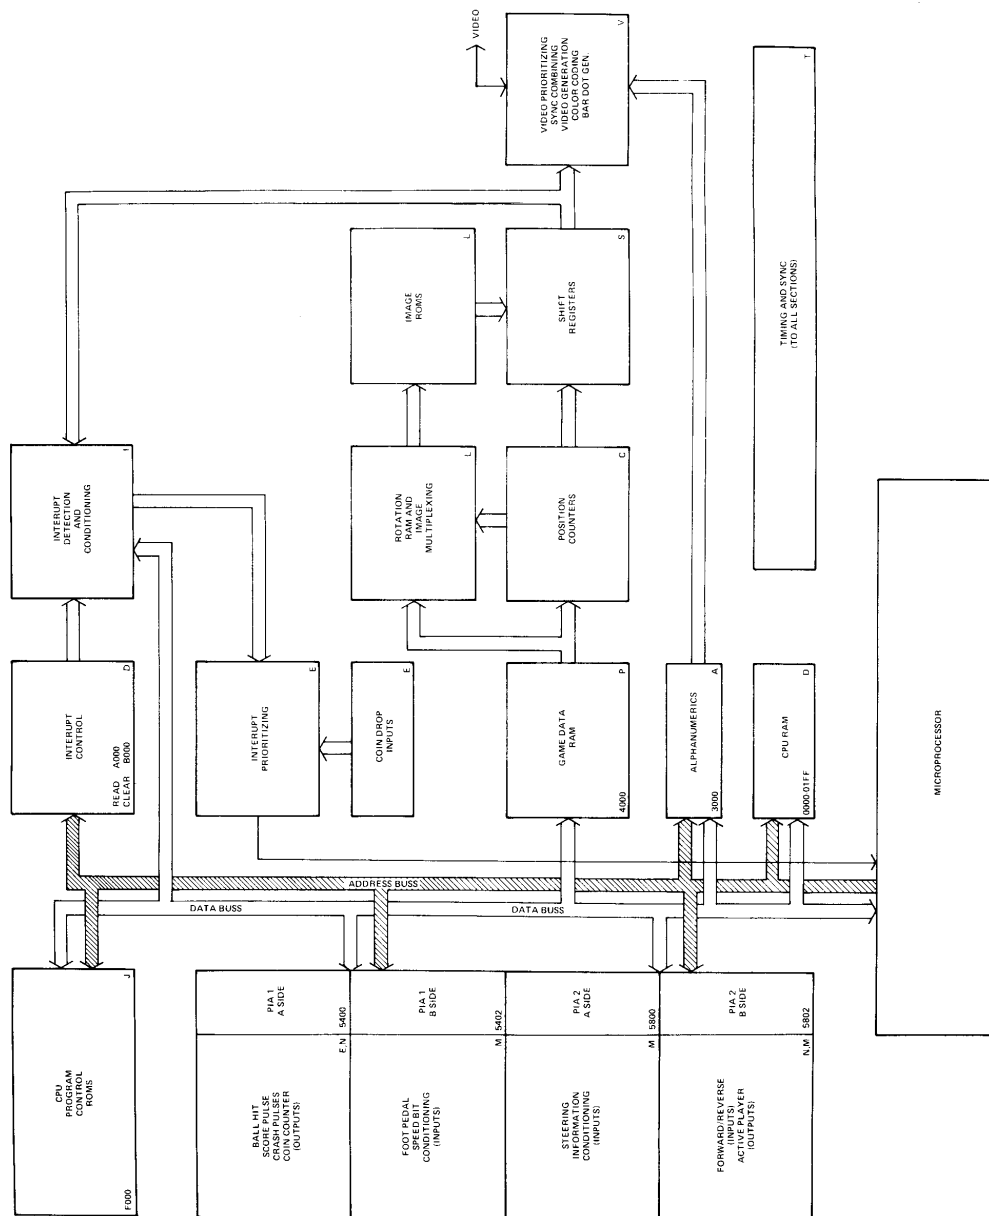 CPU
PROGRAM
CONTROL
ROMS
J
F000
INTERUPT
CONTROL
D
READ A000
CLEAR B000
INTERUPT
DETECTION
AND
CONDITIONING
I
VIDEO
VIDEO PRIORITIZING
SYNC COMBINING
VIDEO GENERATION
COLOR CODING
BAR DOT GEN.
V
BALL HIT
SCORE PULSE
CRASH PULSES
COIN COUNTER
(OUTPUTS)
E,N
PIA 1
A SIDE
5400
FOOT PEDAL
SPEED BIT
CONDITIONING
(INPUTS)
M
PIA 1
B SIDE
5402
STEERING
INFORMATION
CONDITIONING
(INPUTS)
M
PIA 2
A SIDE
5800
FORWARD/REVERSE
(INPUTS)
ACTIVE PLAYER
(OUTPUTS)
N,M
PIA 2
B SIDE
5802
DATA BUSS
DATA BUSS
ADDRESS BUSS
INTERUPT
PRIORITIZING
E
COIN DROP
INPUTS
E
GAME DATA
RAM
P
4000
ALPHANUMERICS
A
3000
CPU RAM
D
0000-01FF
ROTATION
RAM AND
IMAGE
MULTIPLEXING
L
IMAGE
ROMS
L
POSITION
COUNTERS
C
SHIFT
REGISTERS
S
TIMING AND SYNC
(TO ALL SECTIONS)
T
MICROPROCESSOR